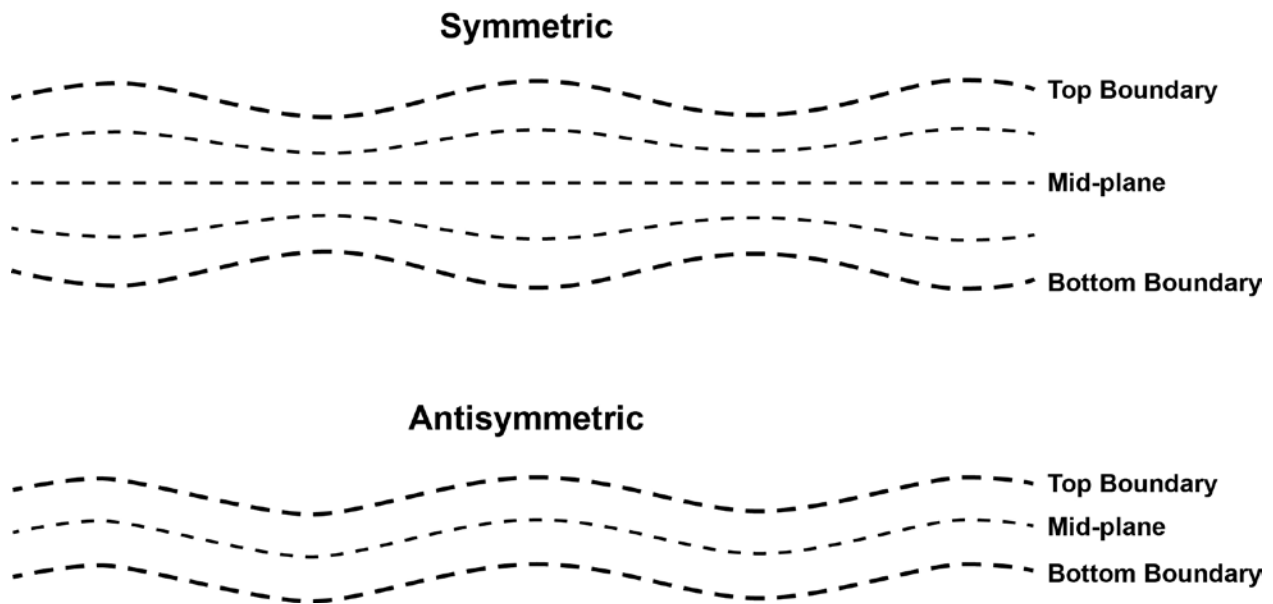 Symmetric
Top Boundary
Mid-plane
Bottom Boundary
Antisymmetric
Top Boundary
Mid-plane
Bottom Boundary